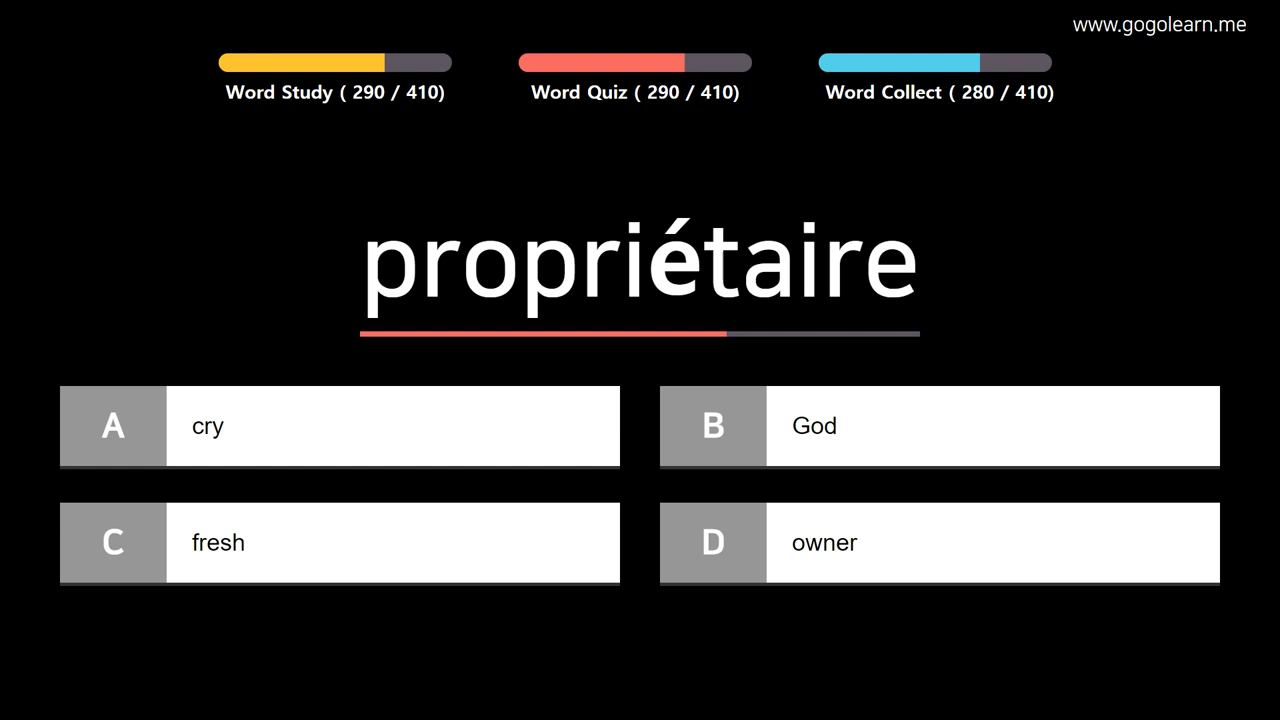 www.gogolearn.me
Word Study ( 290 / 410)
Word Quiz ( 290 / 410)
Word Collect ( 280 / 410)
propriétaire
A cry
B God
C fresh
D owner